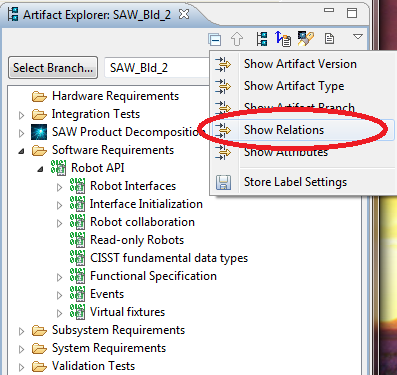 Artifact Explorer: SAW_Bld_2
Select Branch...
SAW_Bld_2
Show Artifact Version
Show Artifact Type
Show Artifact Branch
Show Relations
Show Attributes
Store Label Settings
Hardware Requirements
Integration Tests
SAW Product Decomposition
Software Requirements
Robot API
Robot Interfaces
Interface Initialization
Robot collaboration
Read-only Robots
CISST fundamental data types
Functional Specification
Events
Virtual fixtures
Subsystem Requirements
System Requirements
Validation Tests